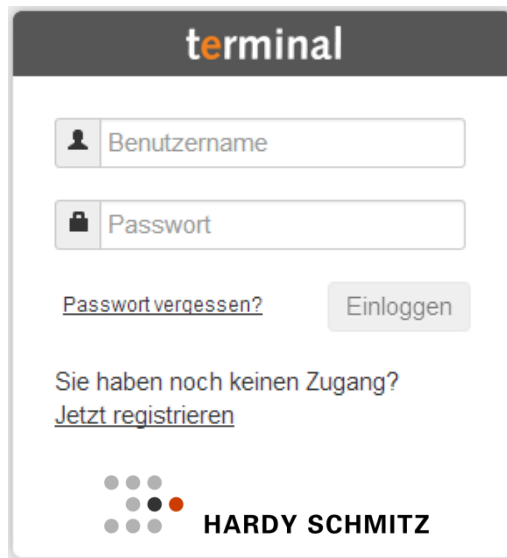 terminal
Benutzername
Passwort
Passwort vergessen?
Einloggen
Sie haben noch keinen Zugang?
Jetzt registrieren
HARDY SCHMITZ